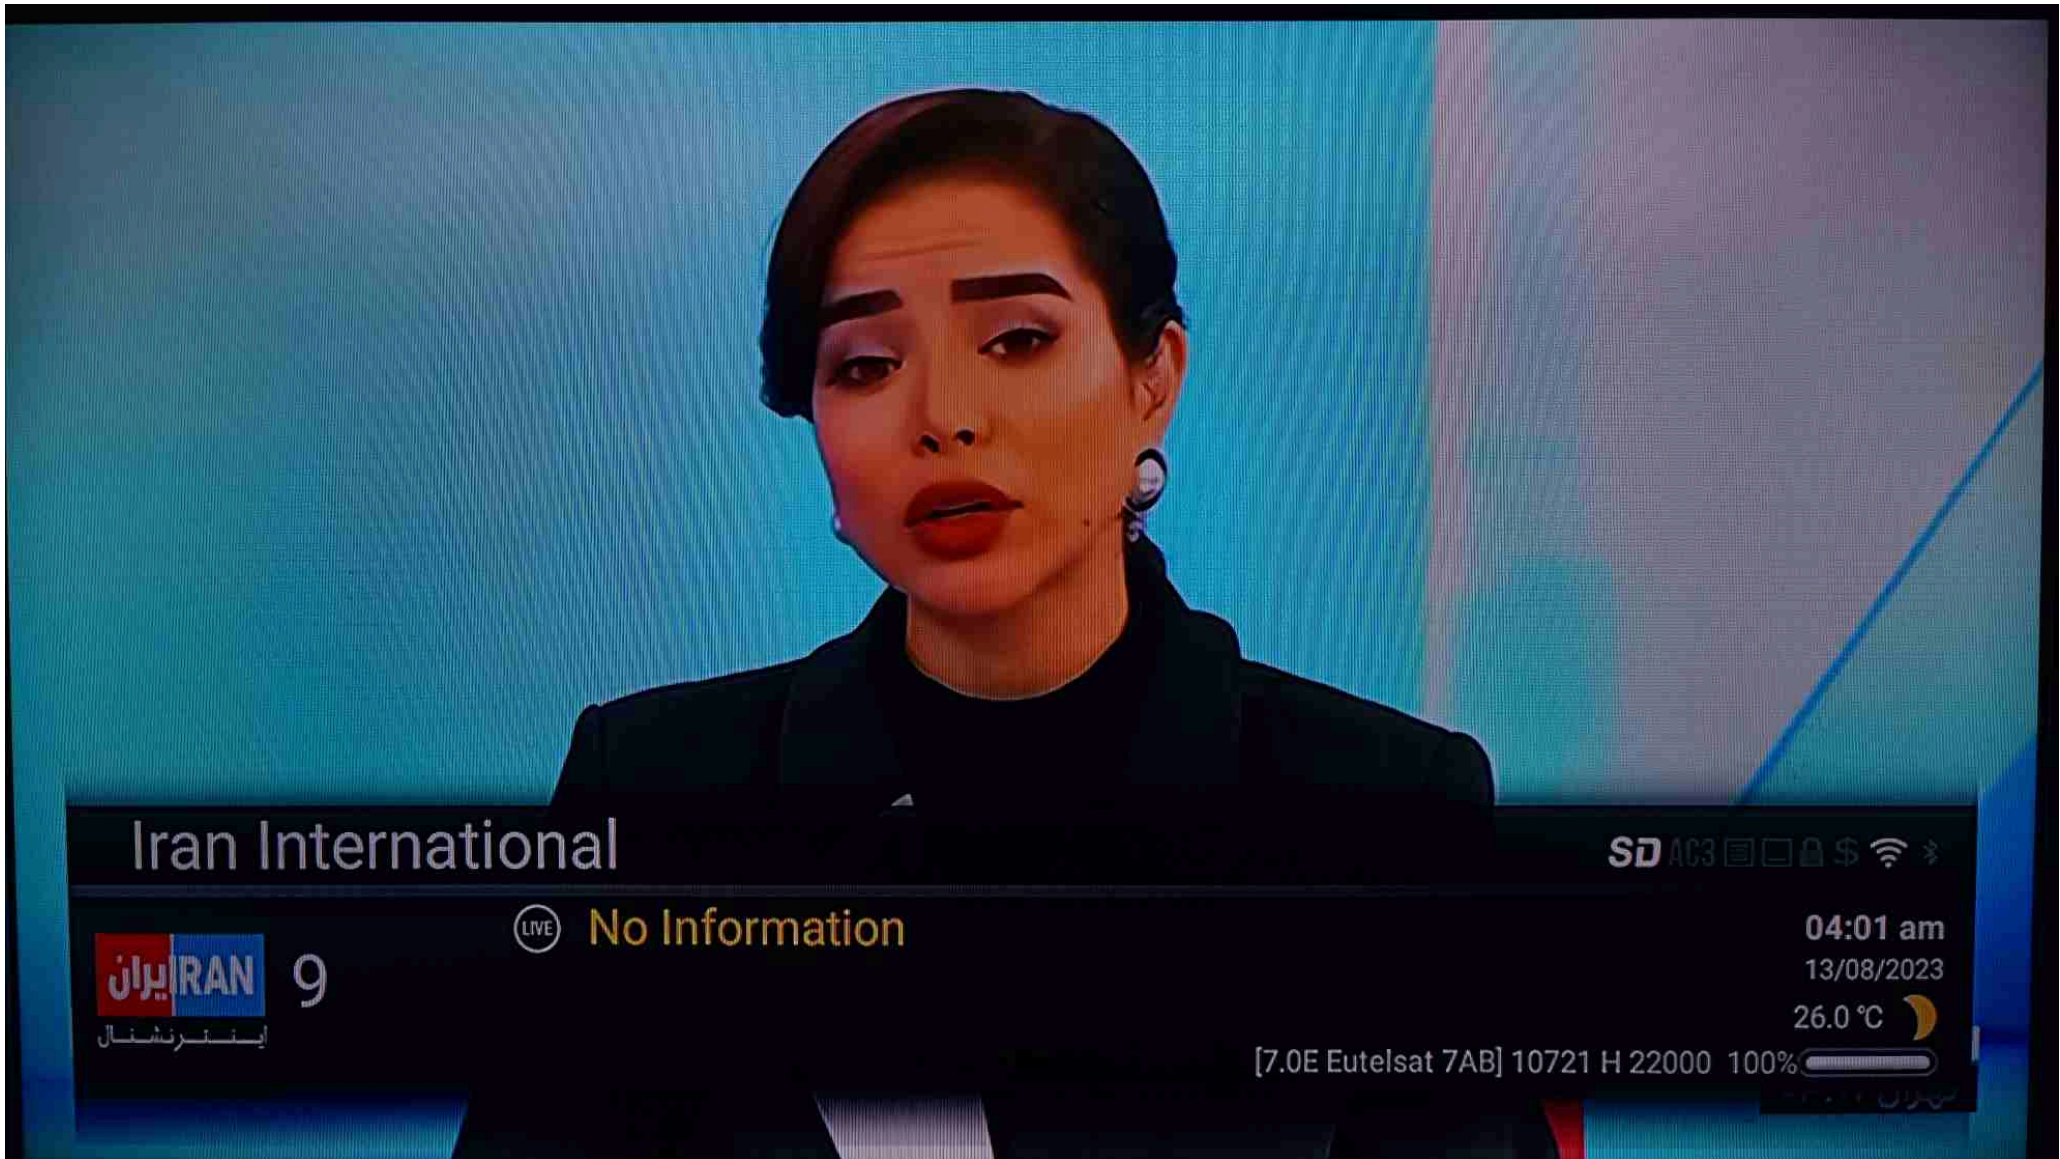 Iran International
SD AC3 $
LIVE No Information
04:01 am
13/08/2023
ایران IRAN
9
اینترنشنال
26.0 °C
[7.0E Eutelsat 7AB] 10721 H 22000 100%
تهران